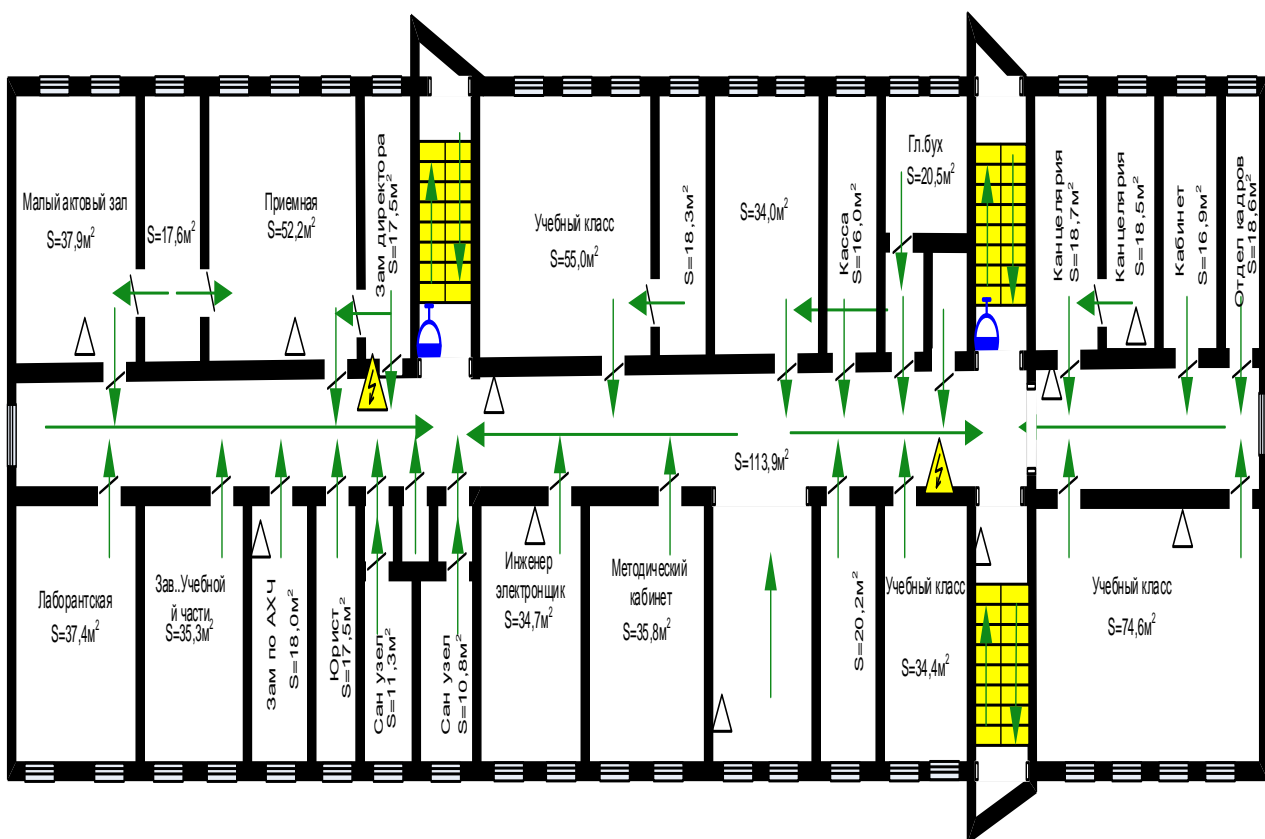 Малый актовый зал
S=37,9м²
S=17,6м²
Приемная
S=52,2м²
Зам директора
S=17,5м²
Учебный класс
S=55,0м²
S=18,3м²
S=34,0м²
Касса
S=16,0м²
Гл.бух
S=20,5м²
Канцелярия
S=18,7м²
Канцелярия
S=18,5м²
Кабинет
S=16,9м²
Отдел кадров
S=18,6м²
S=113,9м²
Лаборантская
S=37,4м²
Зав..Учебной
й части
S=35,3м²
Зам по АХЧ
S=18,0м²
Юрист
S=17,5м²
Сан узел
S=11,3м²
Сан узел
S=10,8м²
Инженер
электронщик
S=34,7м²
Методический
кабинет
S=35,8м²
S=20,2м²
Учебный класс
S=34,4м²
Учебный класс
S=74,6м²